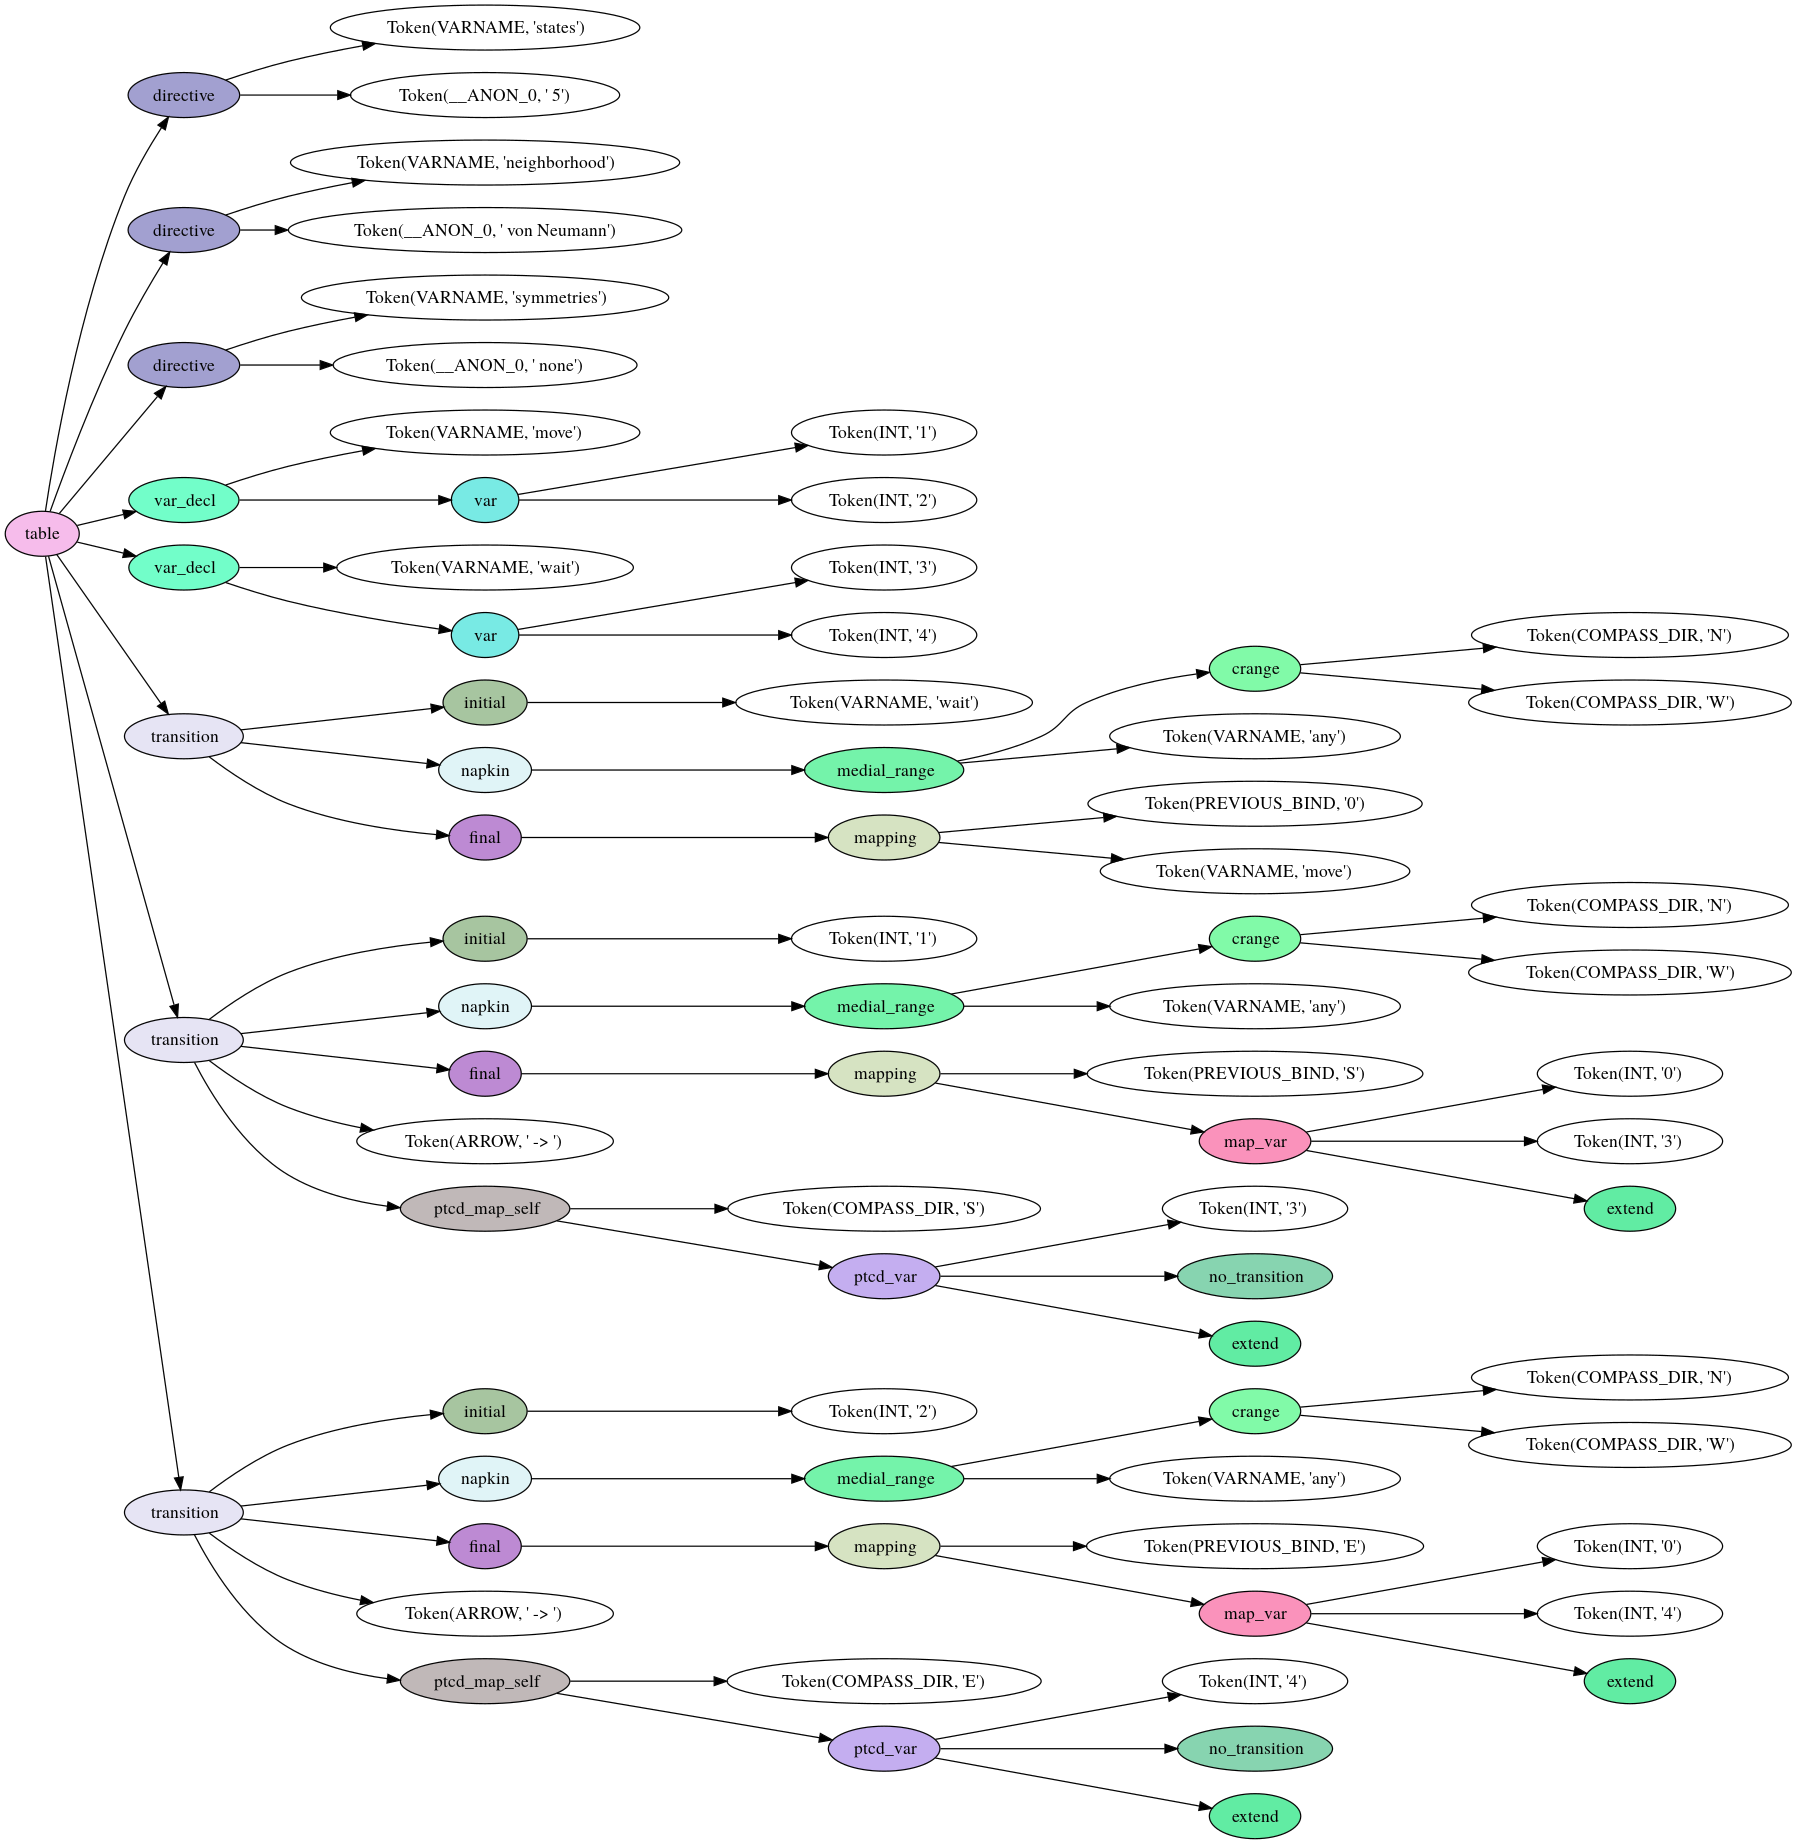 Token(VARNAME, 'states')
directive
Token(__ANON_0, ' 5')
Token(VARNAME, 'neighborhood')
directive
Token(__ANON_0, ' von Neumann')
Token(VARNAME, 'symmetries')
directive
Token(__ANON_0, ' none')
Token(VARNAME, 'move')
Token(INT, '1')
var_decl
var
Token(INT, '2')
table
var_decl
Token(VARNAME, 'wait')
Token(INT, '3')
var
Token(INT, '4')
Token(COMPASS_DIR, 'N')
crange
initial
Token(VARNAME, 'wait')
Token(COMPASS_DIR, 'W')
transition
Token(VARNAME, 'any')
napkin
medial_range
Token(PREVIOUS_BIND, '0')
final
mapping
Token(VARNAME, 'move')
Token(COMPASS_DIR, 'N')
initial
Token(INT, '1')
crange
Token(COMPASS_DIR, 'W')
napkin
medial_range
Token(VARNAME, 'any')
transition
final
mapping
Token(PREVIOUS_BIND, 'S')
Token(INT, '0')
Token(ARROW, ' -> ')
map_var
Token(INT, '3')
ptcd_map_self
Token(COMPASS_DIR, 'S')
Token(INT, '3')
extend
ptcd_var
no_transition
extend
Token(COMPASS_DIR, 'N')
initial
Token(INT, '2')
crange
Token(COMPASS_DIR, 'W')
napkin
medial_range
Token(VARNAME, 'any')
transition
final
mapping
Token(PREVIOUS_BIND, 'E')
Token(INT, '0')
Token(ARROW, ' -> ')
map_var
Token(INT, '4')
ptcd_map_self
Token(COMPASS_DIR, 'E')
Token(INT, '4')
extend
ptcd_var
no_transition
extend